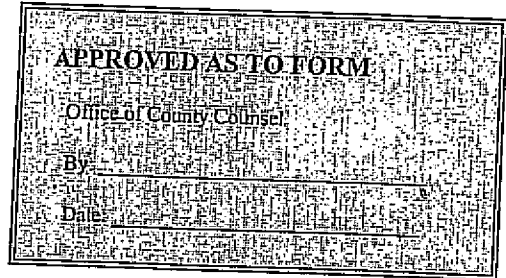 APPROVED AS TO FORM
Office of County Counsel
By:
Date: